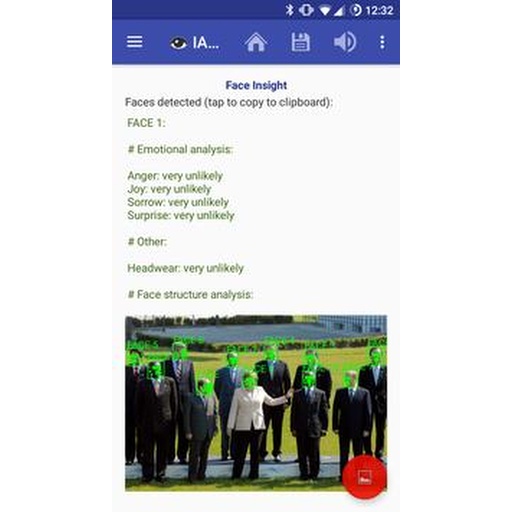 12:32
IA...
Face Insight
Faces detected (tap to copy to clipboard):
FACE 1:
# Emotional analysis:
Anger: very unlikely
Joy: very unlikely
Sorrow: very unlikely
Surprise: very unlikely
# Other:
Headwear: very unlikely
# Face structure analysis: